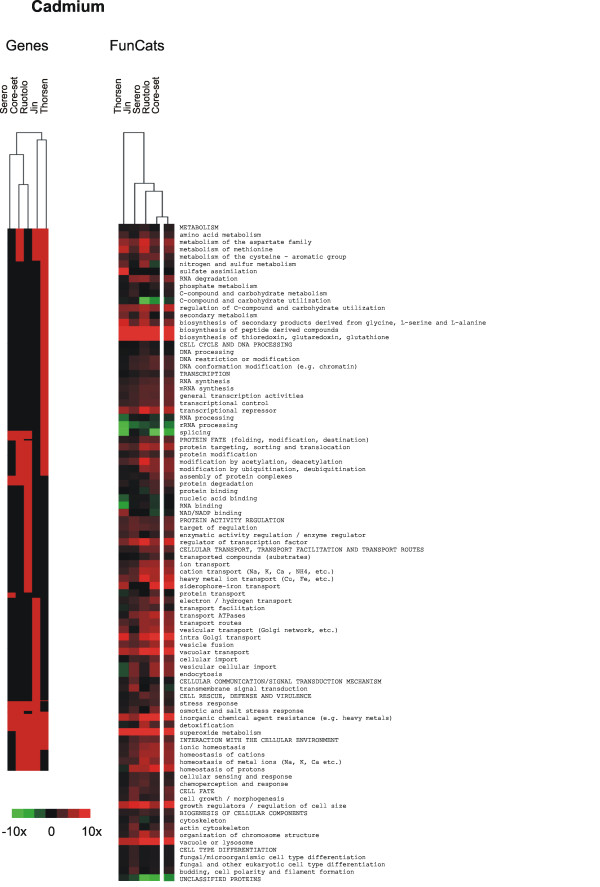 Cadmium
Genes
FunCats
Serero
Core-set
Ruotolo
Jin
Thorsen
Thorsen
Jin
Serero
Ruotolo
Core-set
METABOLISM
amino acid metabolism
metabolism of the aspartate family
metabolism of methionine
metabolism of the cysteine - aromatic group
nitrogen and sulfur metabolism
sulfate assimilation
RNA degradation
phosphate metabolism
C-compound and carbohydrate metabolism
C-compound and carbohydrate utilization
regulation of C-compound and carbohydrate utilization
secondary metabolism
biosynthesis of secondary products derived from glycine, L-serine and L-alanine
biosynthesis of peptide derived compounds
biosynthesis of thioredoxin, glutaredoxin, glutathione
CELL CYCLE AND DNA PROCESSING
DNA processing
DNA restriction or modification
DNA conformation modification (e.g. chromatin)
TRANSCRIPTION
RNA synthesis
mRNA synthesis
general transcription activities
transcriptional control
transcriptional repressor
RNA processing
rRNA processing
splicing
PROTEIN FATE (folding, modification, destination)
protein targeting, sorting and translocation
protein modification
modification by acetylation, deacetylation
modification by ubiquitination, deubiquitination
assembly of protein complexes
protein degradation
protein binding
nucleic acid binding
RNA binding
NAD/NADP binding
PROTEIN ACTIVITY REGULATION
target of regulation
enzymatic activity regulation / enzyme regulator
regulator of transcription factor
CELLULAR TRANSPORT, TRANSPORT FACILITATION AND TRANSPORT ROUTES
transported compounds (substrates)
ion transport
cation transport (Na, K, Ca , NH4, etc.)
heavy metal ion transport (Cu, Fe, etc.)
siderophore-iron transport
protein transport
electron / hydrogen transport
transport facilitation
transport ATPases
transport routes
vesicular transport (Golgi network, etc.)
intra Golgi transport
vesicle fusion
vacuolar transport
cellular import
vesicular cellular import
endocytosis
CELLULAR COMMUNICATION/SIGNAL TRANSDUCTION MECHANISM
transmembrane signal transduction
CELL RESCUE, DEFENSE AND VIRULENCE
stress response
osmotic and salt stress response
inorganic chemical agent resistance (e.g. heavy metals)
detoxification
superoxide metabolism
INTERACTION WITH THE CELLULAR ENVIRONMENT
ionic homeostasis
homeostasis of cations
homeostasis of metal ions (Na, K, Ca etc.)
homeostasis of protons
cellular sensing and response
chemoperception and response
CELL FATE
cell growth / morphogenesis
growth regulators / regulation of cell size
BIOGENESIS OF CELLULAR COMPONENTS
cytoskeleton
actin cytoskeleton
organization of chromosome structure
vacuole or lysosome
CELL TYPE DIFFERENTIATION
fungal/microorganismic cell type differentiation
fungal and other eukaryotic cell type differentiation
budding, cell polarity and filament formation
UNCLASSIFIED PROTEINS
-10x 0 10x